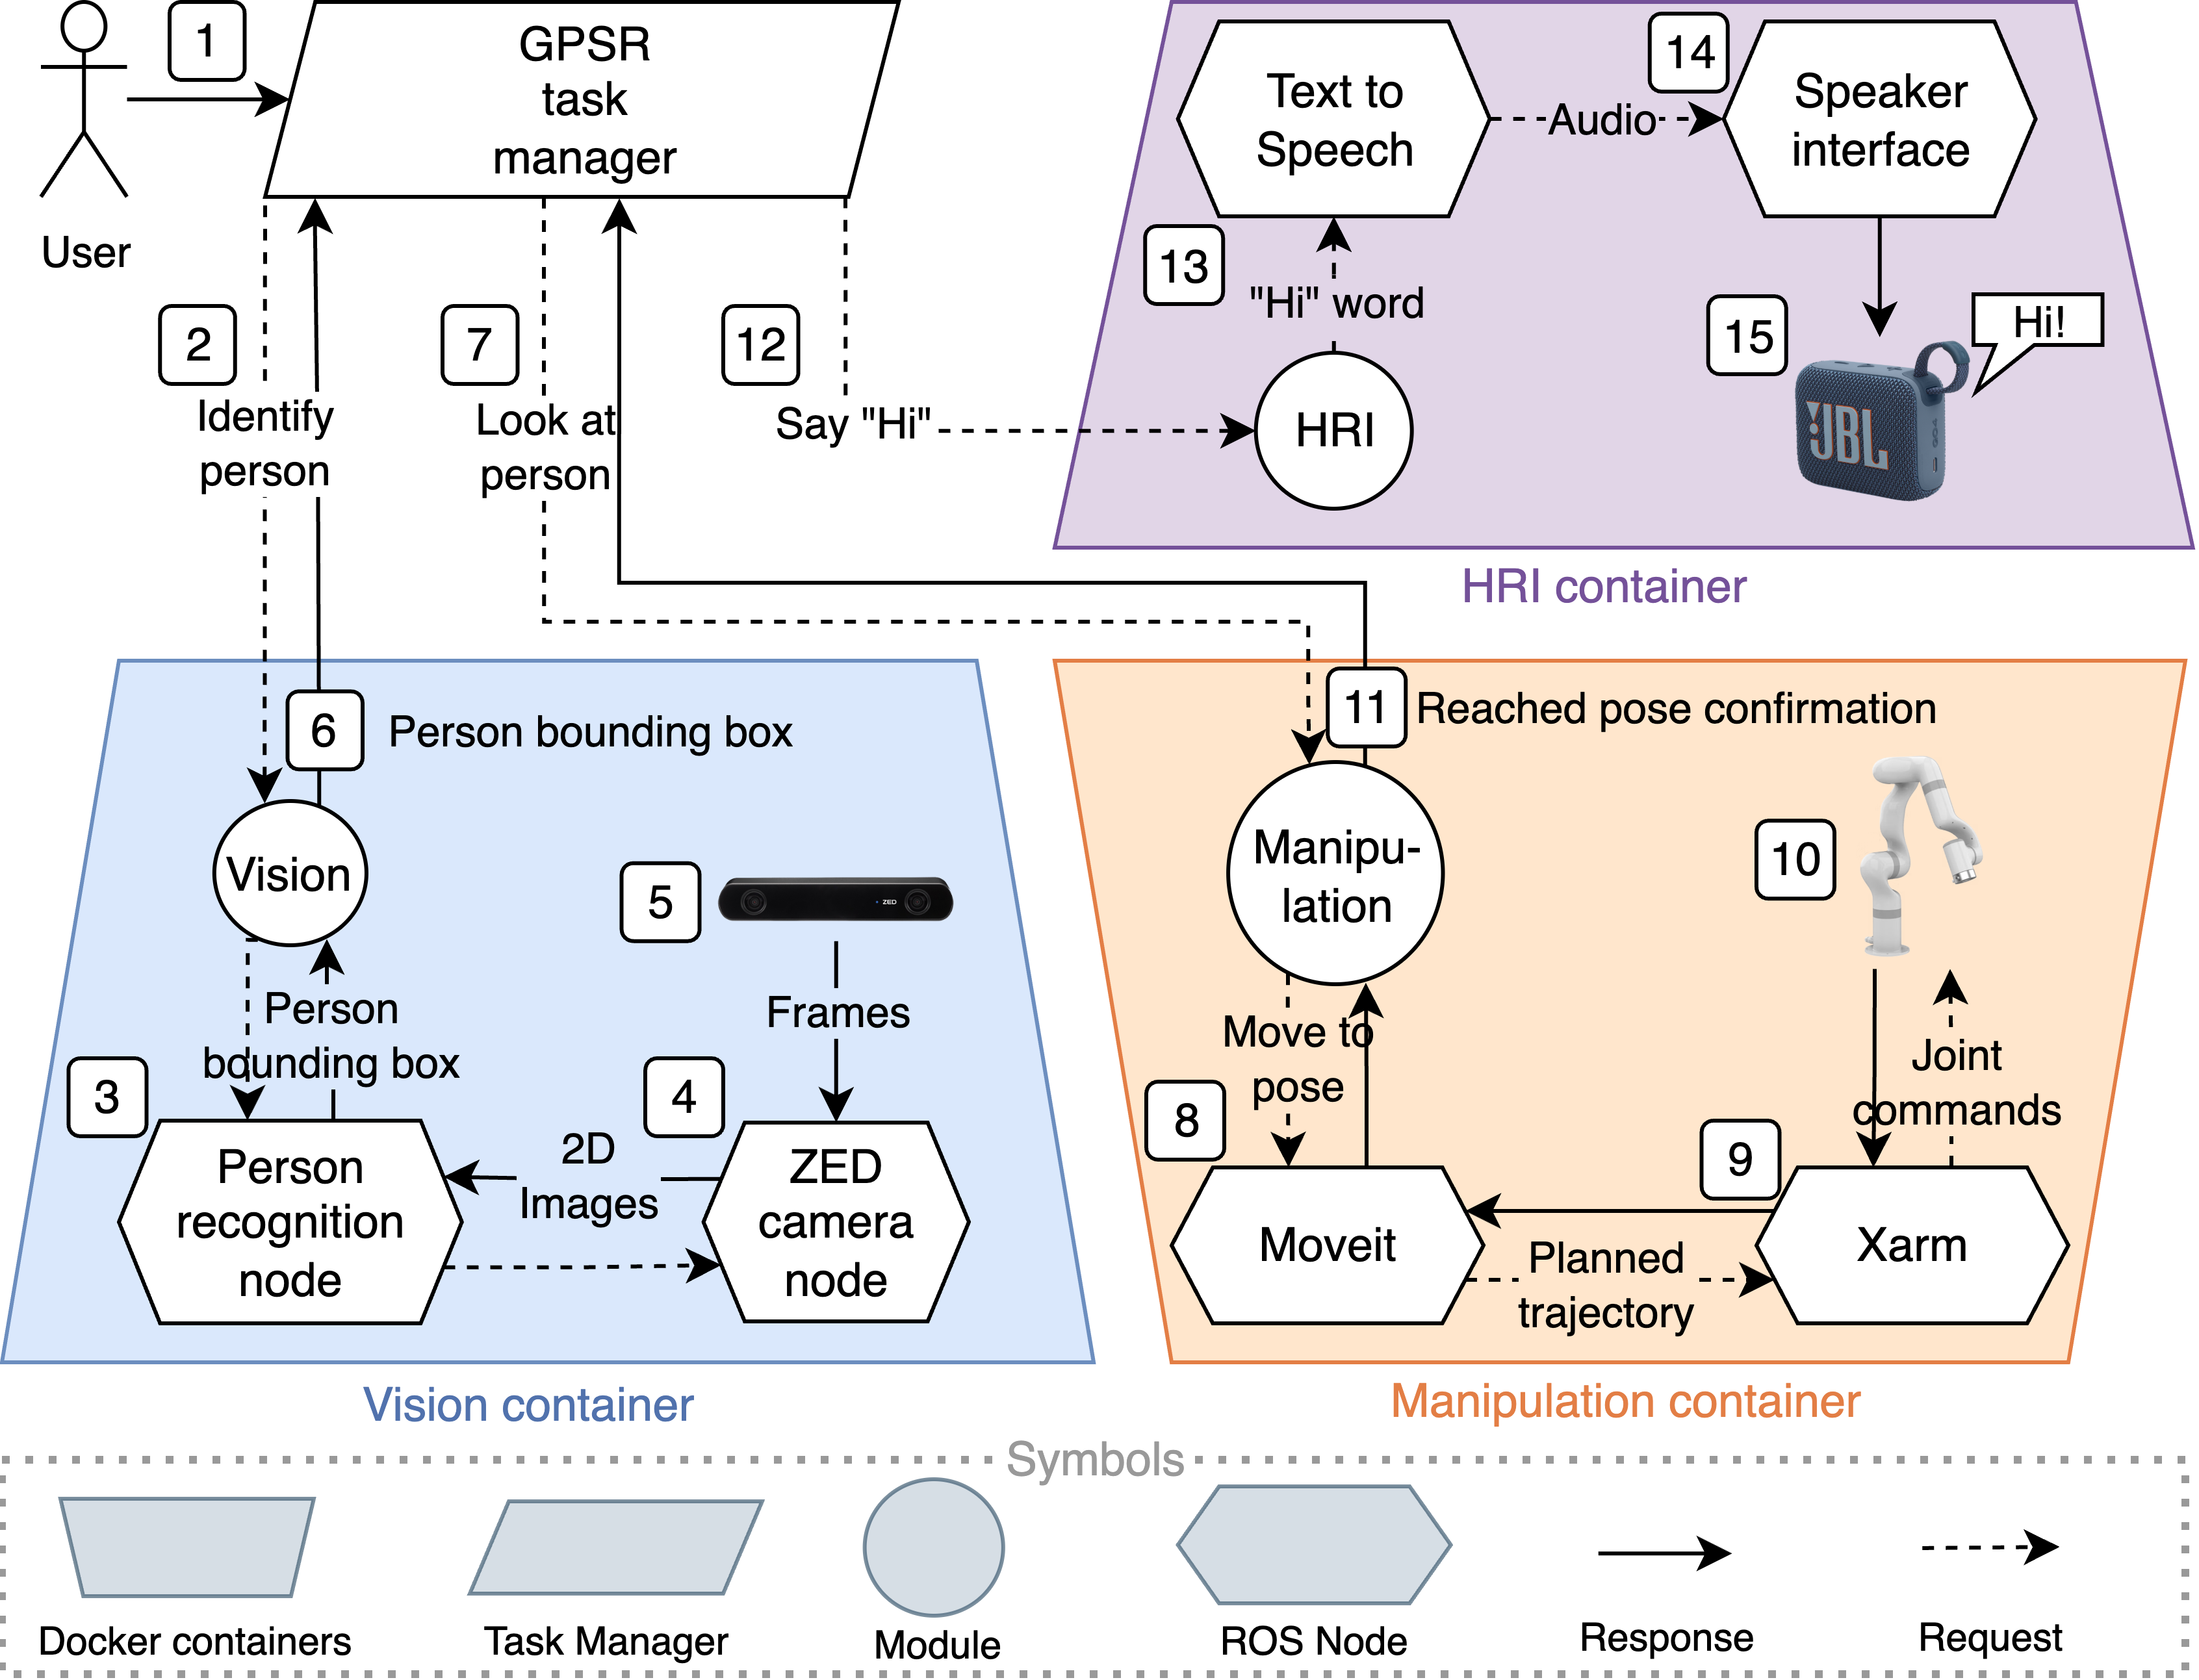 1
GPSR
task
manager
User
2
Identify
person
7
Look at
person
12
Say "Hi"
Text to
Speech
Audio
14
Speaker
interface
13
"Hi" word
HRI
15
Hi!
JBL
HRI container
6
Person bounding box
Vision
5
ZED
Frames
Person
bounding box
3
Person
recognition
node
2D
Images
4
ZED
camera
node
Vision container
11
Reached pose confirmation
Manipu-
lation
10
Move to
pose
8
Moveit
Joint
commands
9
Xarm
Planned
trajectory
Manipulation container
Symbols
Docker containers
Task Manager
Module
ROS Node
Response
Request